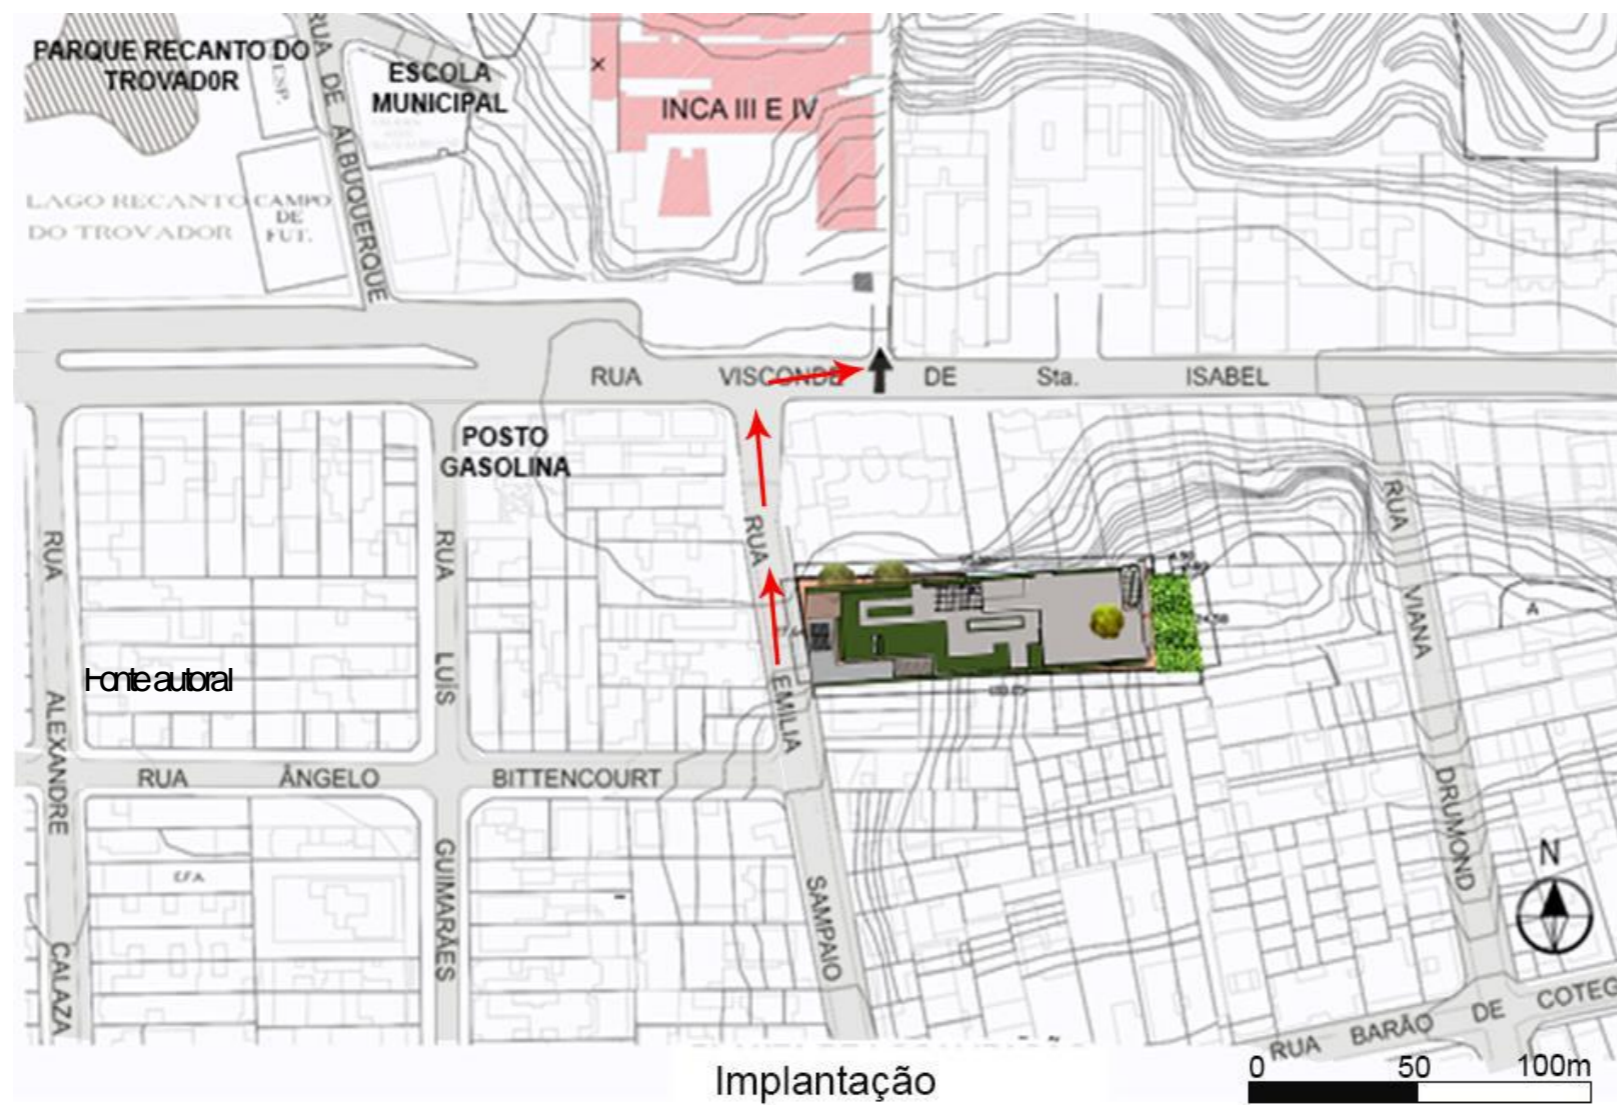 PARQUE RECANTO DO
TROVAD0R
ESP.
RUA DE ALBUQUERQUE
ESCOLA
MUNICIPAL
INCA III E IV
LAGO RECANTO
DO TROVADOR
CAMPO
DE
FUT.
RUA VISCONDE DE Sta. ISABEL
POSTO
GASOLINA
RUA ALEXANDRE CALAZA
RUA LUÍS GUIMARÃES
RUA EMILIA SAMPAIO
RUA VIANA DRUMOND
A
Fonte autoral
RUA ÂNGELO BITTENCOURT
C.F.A.
N
RUA BARÃO DE COTEG
Implantação
0 50 100m